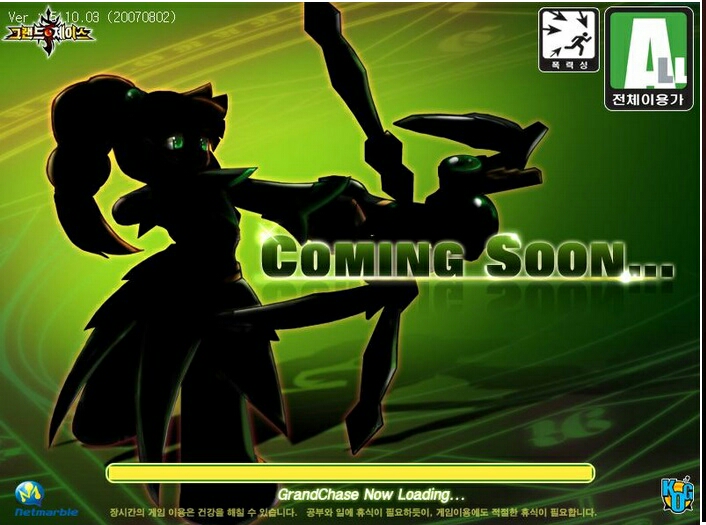 Ver : 5.10.03 (20070802)
그랜드체이스
폭력성
ALL
전체이용가
COMING SOON...
GrandChase Now Loading...
Netmarble
장시간의 게임 이용은 건강을 해칠 수 있습니다. 공부와 일에 휴식이 필요하듯이, 게임이용에도 적절한 휴식이 필요합니다.
KOG